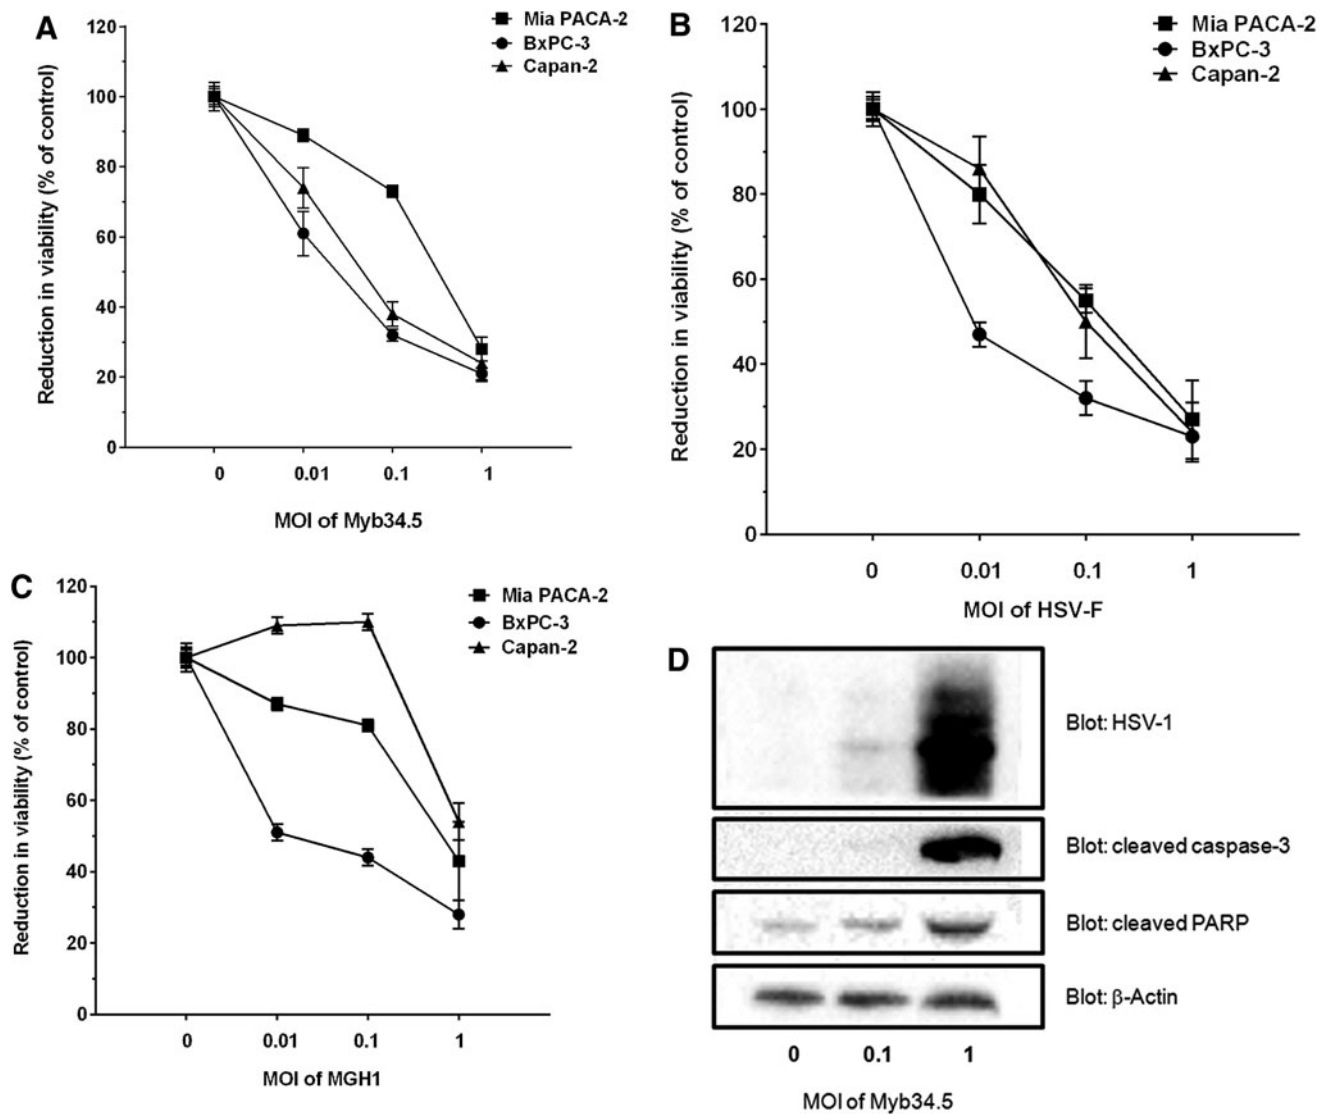 A
Mia PACA-2
BxPC-3
Capan-2
Reduction in viability (% of control)
120
100
80
60
40
20
0
0 0.01 0.1 1
MOI of Myb34.5
B
Mia PACA-2
BxPC-3
Capan-2
Reduction in viability (% of control)
120
100
80
60
40
20
0
0 0.01 0.1 1
MOI of HSV-F
C
Mia PACA-2
BxPC-3
Capan-2
Reduction in viability (% of control)
120
100
80
60
40
20
0
0 0.01 0.1 1
MOI of MGH1
D
Blot: HSV-1
Blot: cleaved caspase-3
Blot: cleaved PARP
Blot: β-Actin
0 0.1 1
MOI of Myb34.5